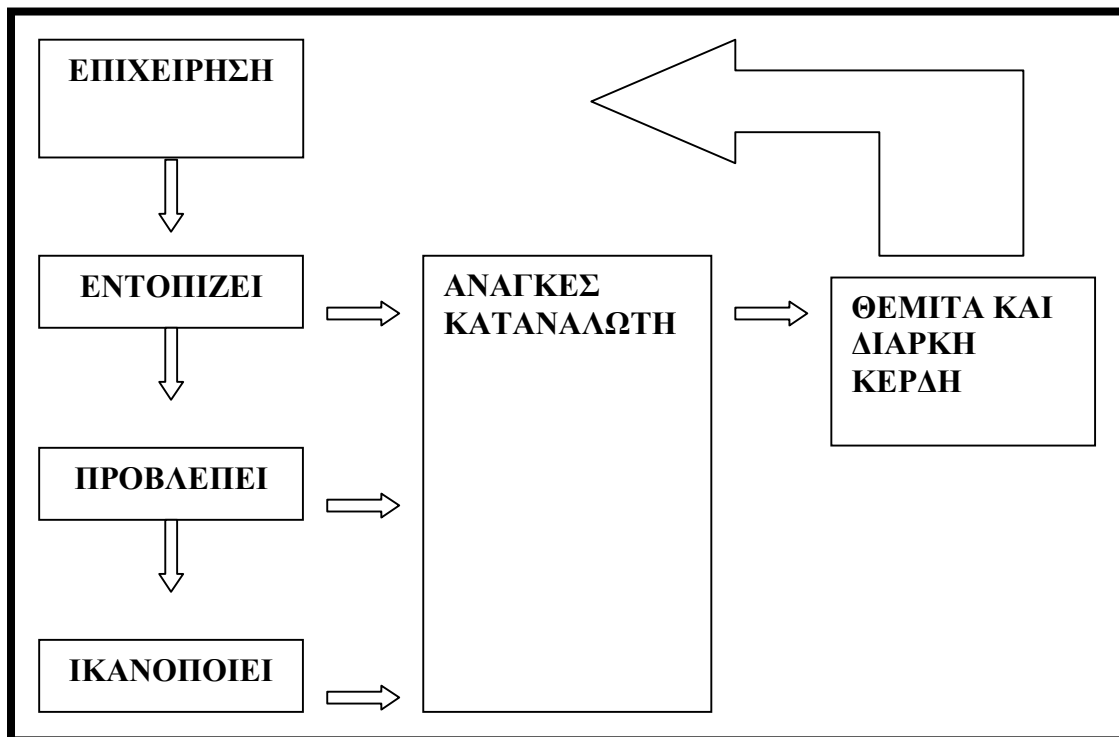 ΕΠΙΧΕΙΡΗΣΗ
ΕΝΤΟΠΙΖΕΙ
ΑΝΑΓΚΕΣ
ΚΑΤΑΝΑΛΩΤΗ
ΘΕΜΙΤΑ ΚΑΙ
ΔΙΑΡΚΗ
ΚΕΡΔΗ
ΠΡΟΒΛΕΠΕΙ
ΙΚΑΝΟΠΟΙΕΙ